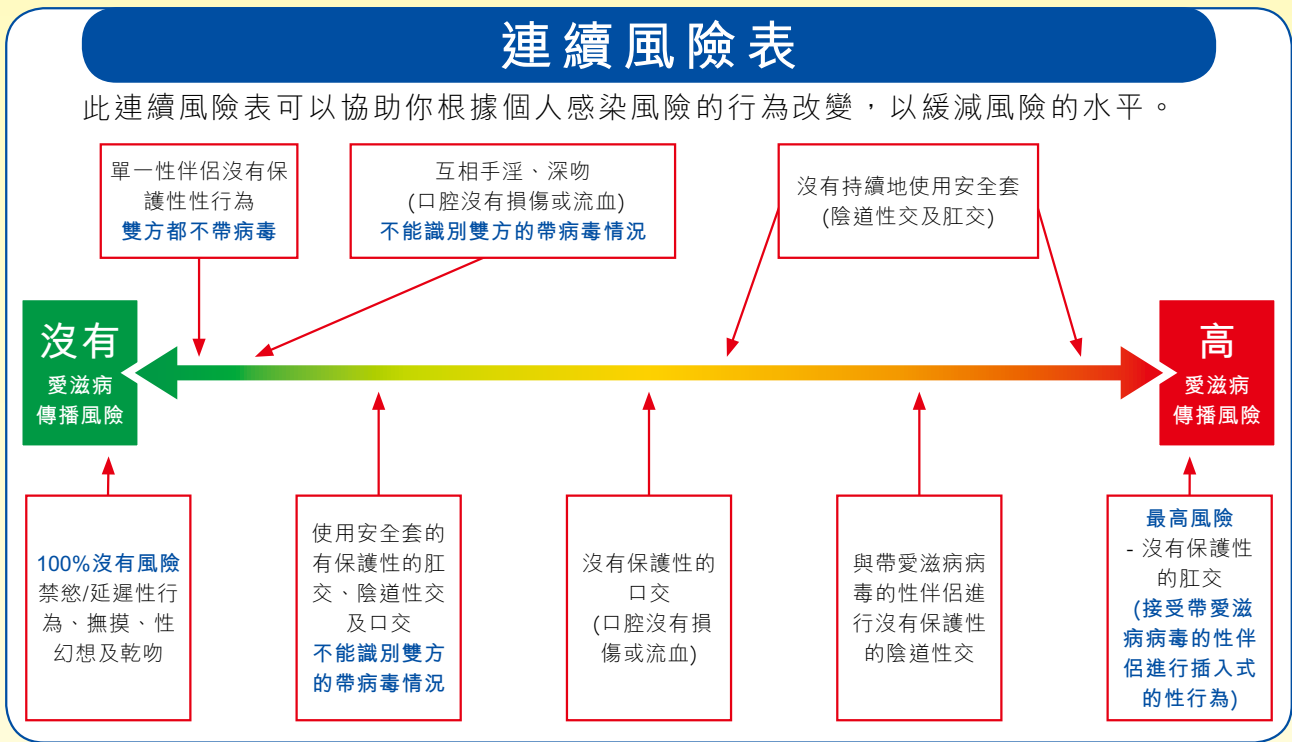 連續風險表
此連續風險表可以協助你根據個人感染風險的行為改變，以緩減風險的水平。
單一性伴侶沒有保
護性性行為
雙方都不帶病毒
互相手淫、深吻
(口腔沒有損傷或流血)
不能識別雙方的帶病毒情況
沒有持續地使用安全套
(陰道性交及肛交)
沒有
愛滋病
傳播風險
高
愛滋病
傳播風險
100%沒有風險
禁慾/延遲性行
為、撫摸、性
幻想及乾吻
使用安全套的
有保護性的肛
交、陰道性交
及口交
不能識別雙方
的帶病毒情況
沒有保護性的
口交
(口腔沒有損
傷或流血)
與帶愛滋病病
毒的性伴侶進
行沒有保護性
的陰道性交
最高風險
- 沒有保護性
的肛交
(接受帶愛滋
病病毒的性伴
侶進行插入式
的性行為)